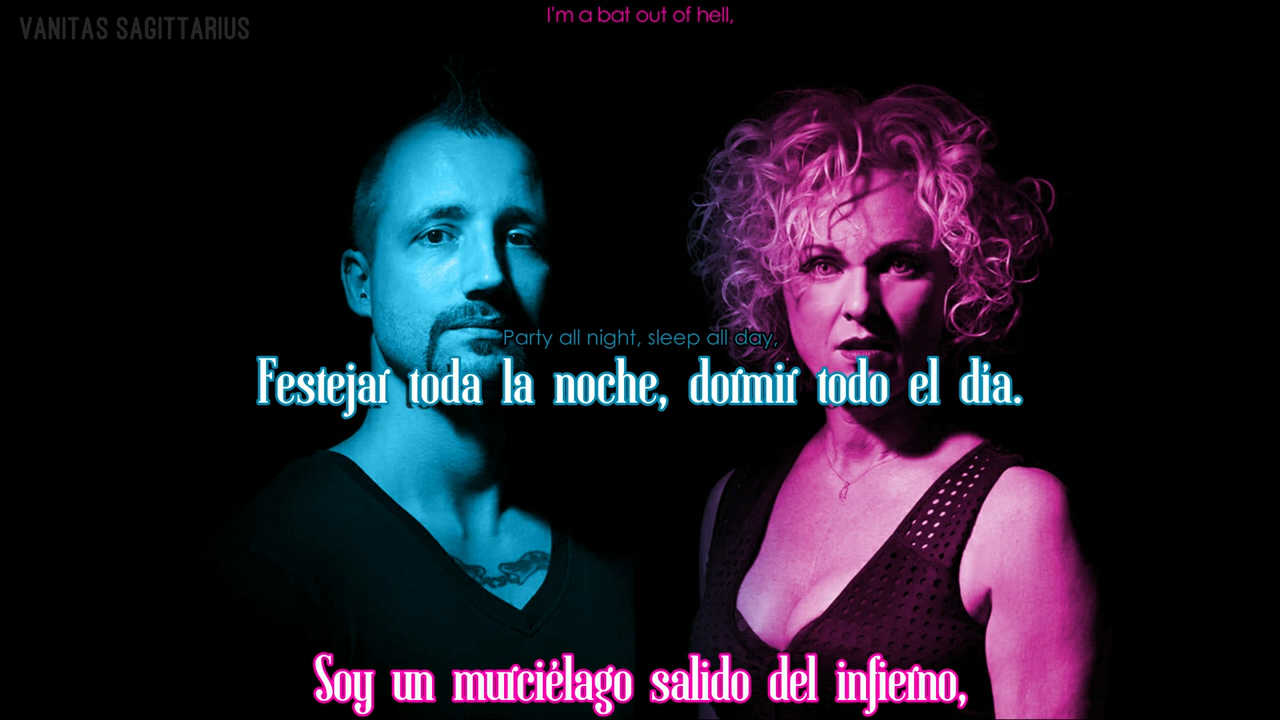 I'm a bat out of hell,
VANITAS SAGITTARIUS
Party all night, sleep all day,
Festejar toda la noche, dormir todo el día.
Soy un murciélago salido del infierno,